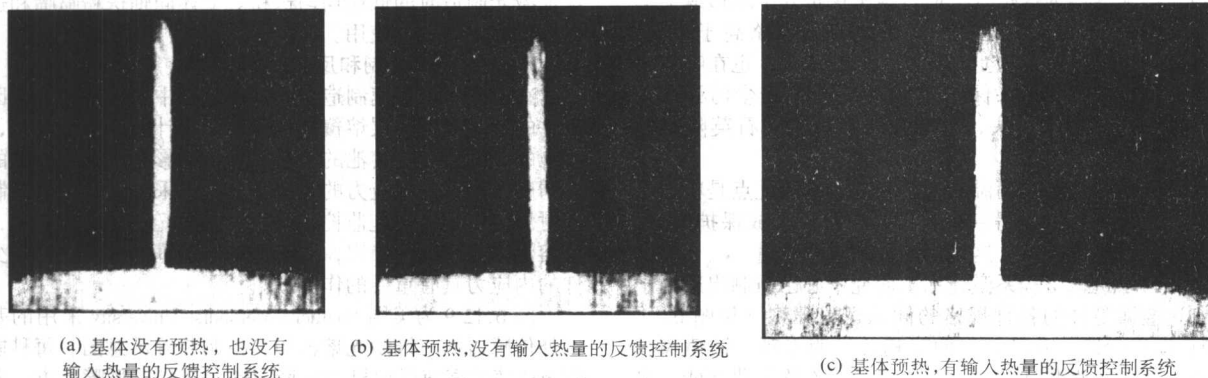 (a) 基体没有预热，也没有
输入热量的反馈控制系统
(b) 基体预热,没有输入热量的反馈控制系统
(c) 基体预热,有输入热量的反馈控制系统